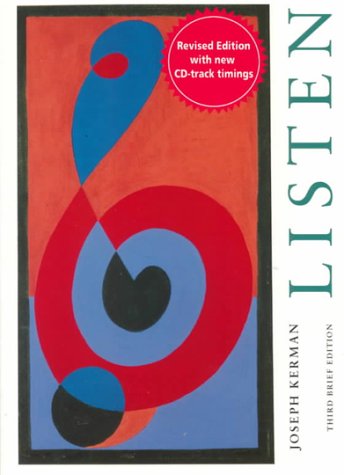 Revised Edition
with new
CD-track timings
LISTEN
JOSEPH KERMAN
THIRD BRIEF EDITION